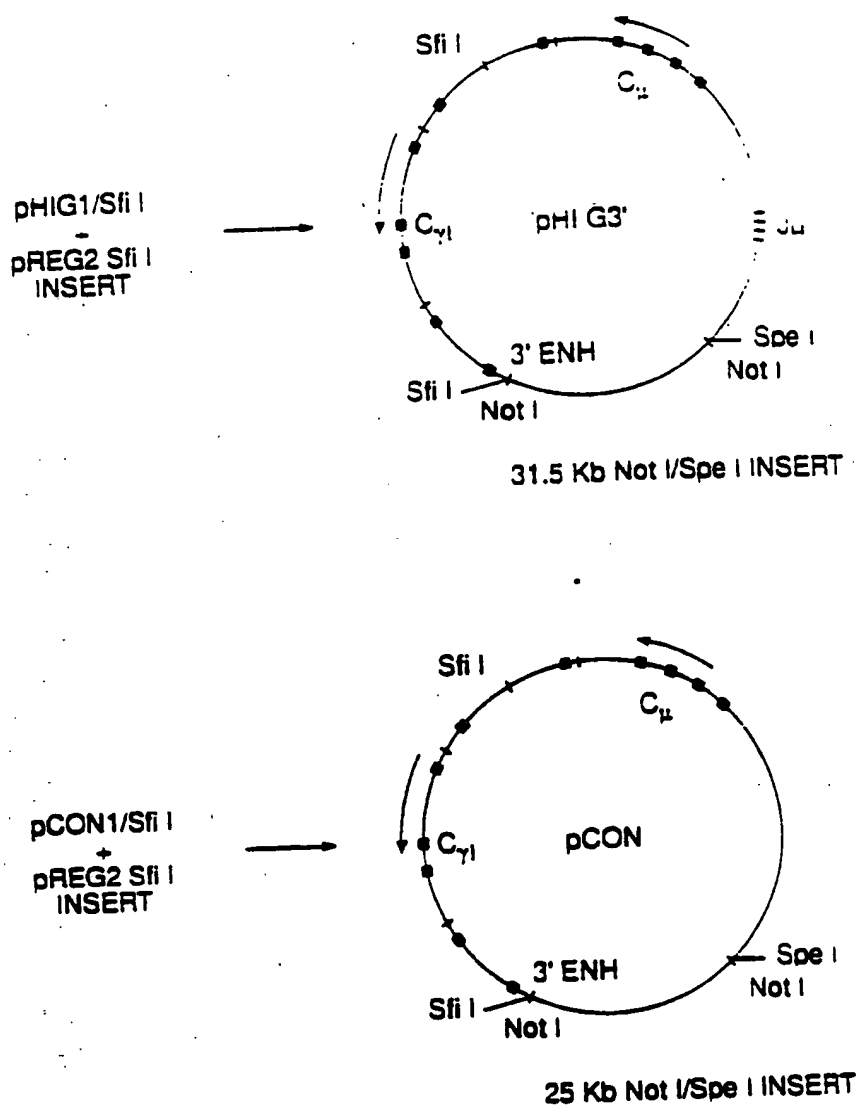 Sfi I
Cμ
pHIG1/Sfi I
+
pREG2 Sfi I
INSERT
Cγ1
pHI G3'
3' ENH
Spe I
Sfi I
Not I
Not I
31.5 Kb Not I/Spe I INSERT
Sfi I
Cμ
pCON1/Sfi I
+
pREG2 Sfi I
INSERT
Cγ1
pCON
3' ENH
Spe I
Sfi I
Not I
Not I
25 Kb Not I/Spe I INSERT